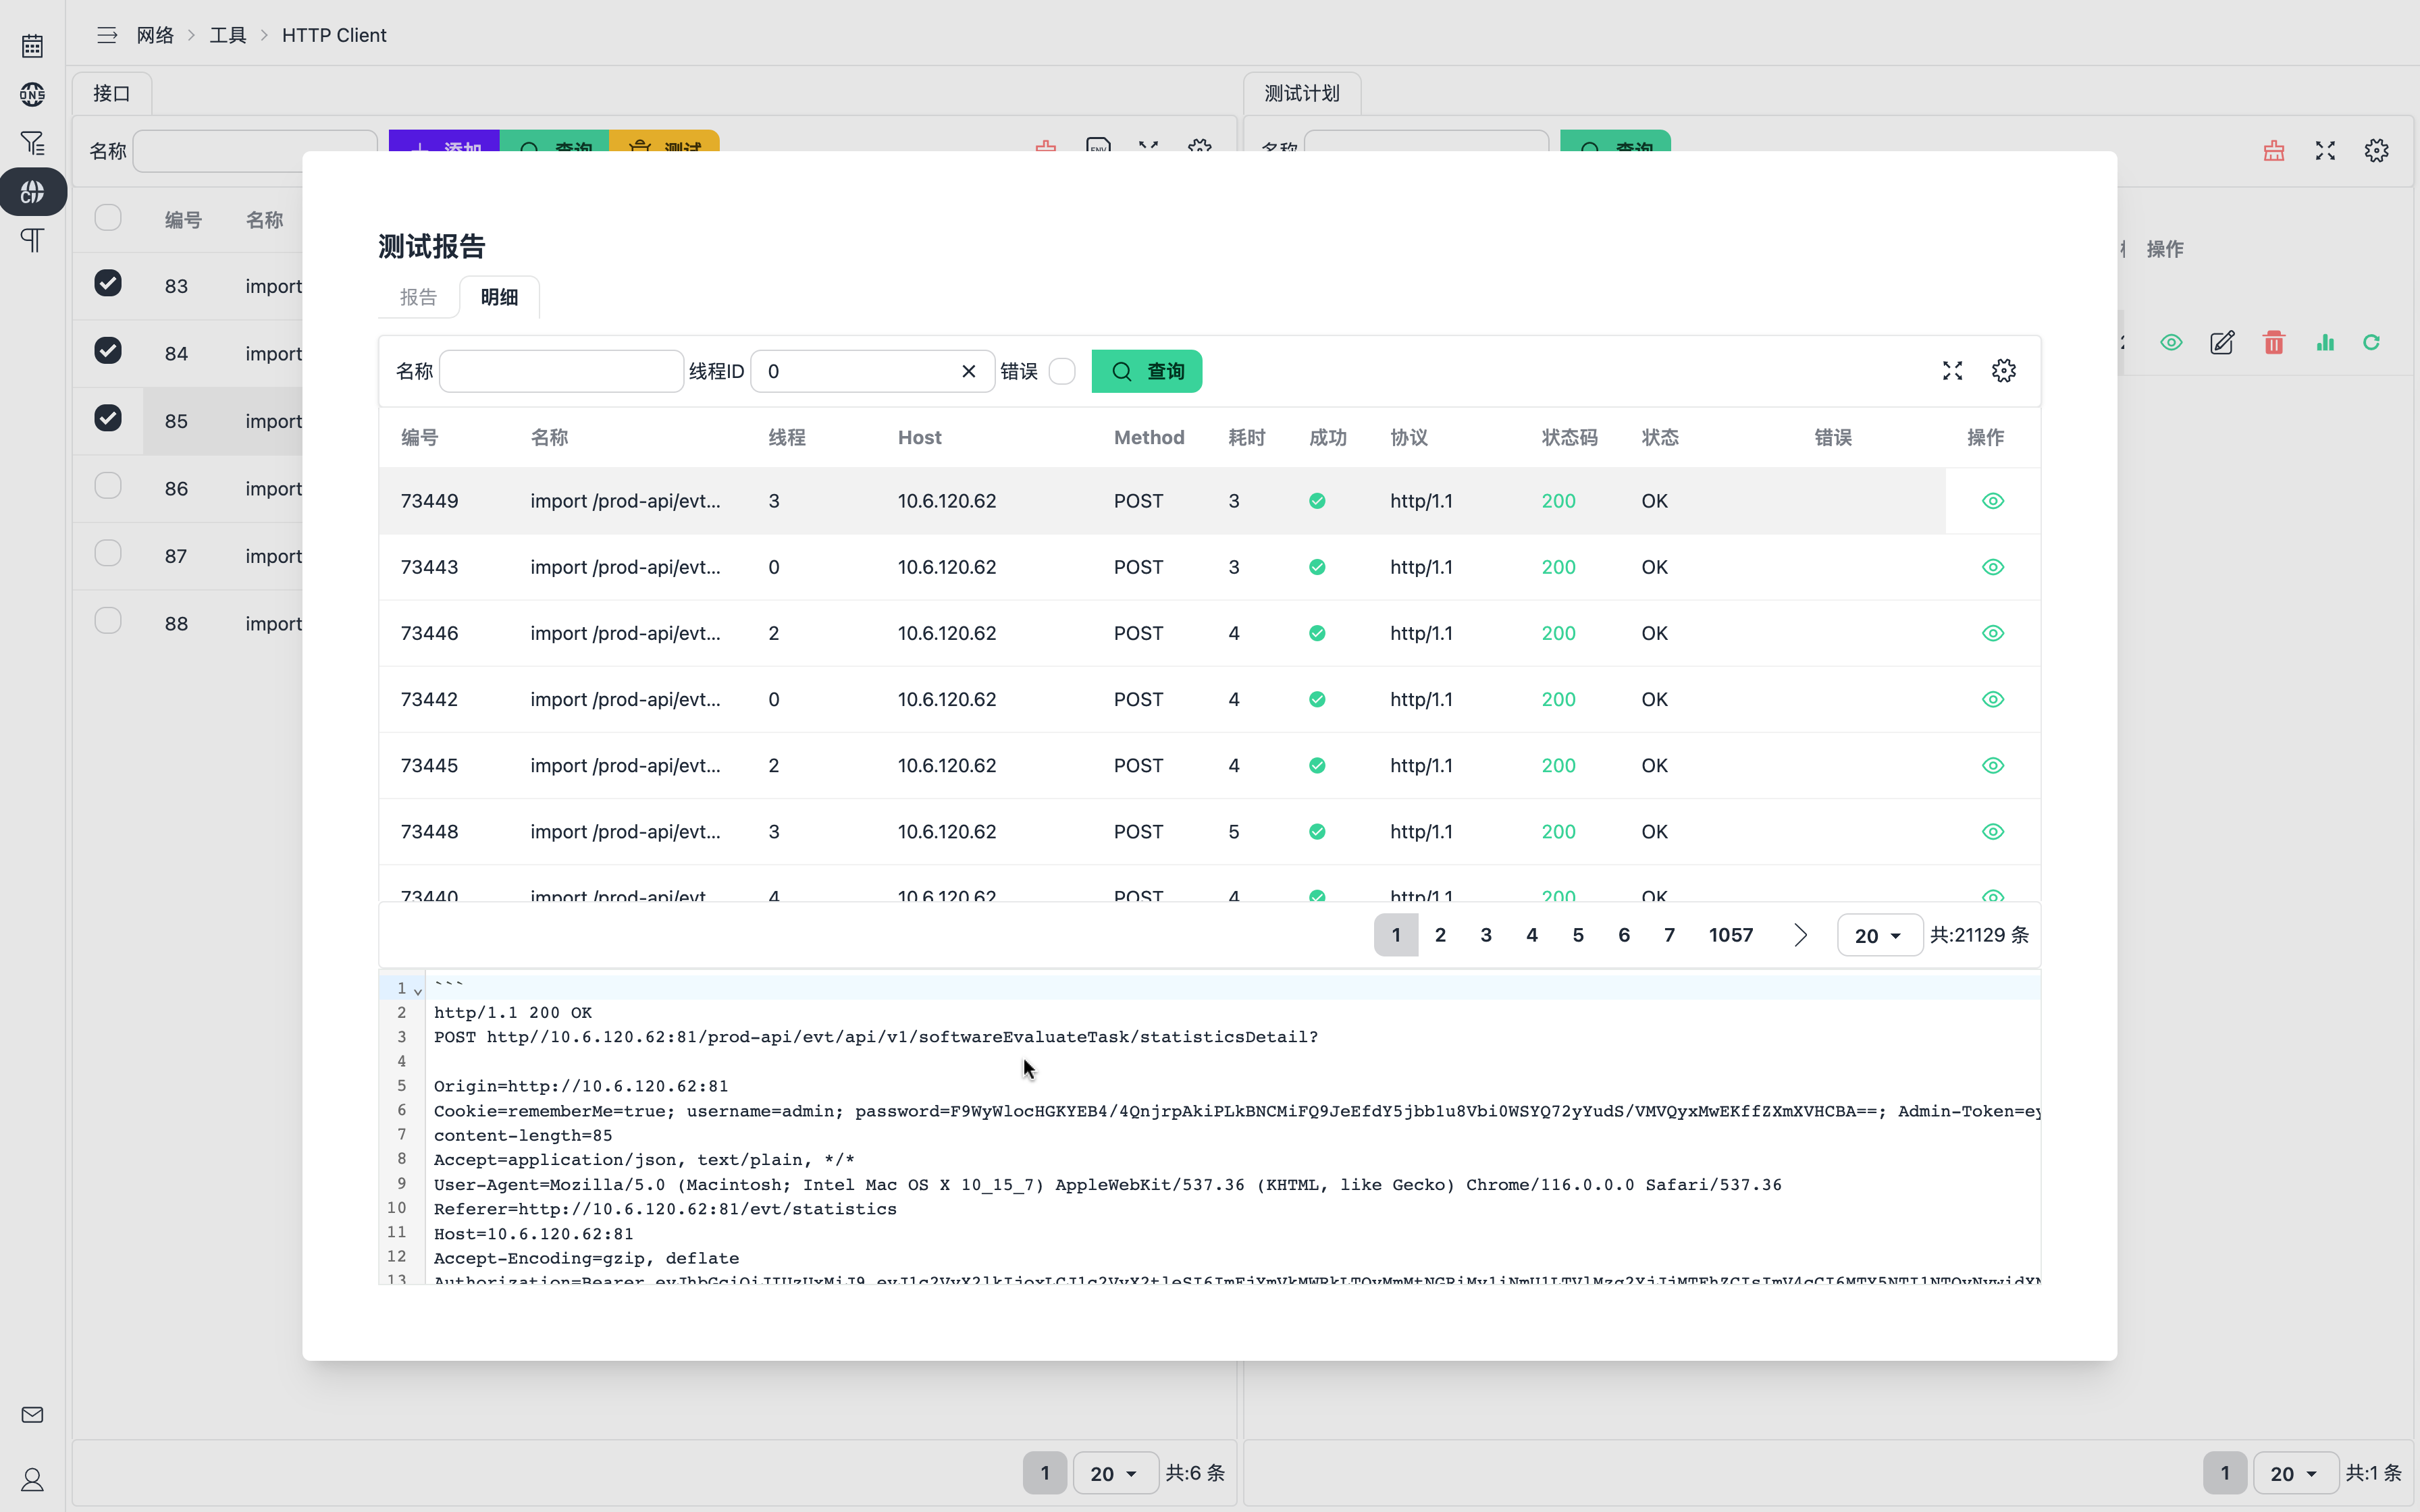 网络 > 工具 > HTTP Client
接口
测试计划
名称 添加 查询 测试
ENV
名称 查询
编号 名称
操作
83 import
84 import
85 import
86 import
87 import
88 import
测试报告
报告 明细
名称 线程ID 0 错误 查询
编号 名称 线程 Host Method 耗时 成功 协议 状态码 状态 错误 操作
73449 import /prod-api/evt... 3 10.6.120.62 POST 3 http/1.1 200 OK
73443 import /prod-api/evt... 0 10.6.120.62 POST 3 http/1.1 200 OK
73446 import /prod-api/evt... 2 10.6.120.62 POST 4 http/1.1 200 OK
73442 import /prod-api/evt... 0 10.6.120.62 POST 4 http/1.1 200 OK
73445 import /prod-api/evt... 2 10.6.120.62 POST 4 http/1.1 200 OK
73448 import /prod-api/evt... 3 10.6.120.62 POST 5 http/1.1 200 OK
73440 import /prod-api/evt 4 10.6.120.62 POST 4 http/1.1 200 OK
1 2 3 4 5 6 7 1057 20 共:21129 条
1 ```
2 http/1.1 200 OK
3 POST http//10.6.120.62:81/prod-api/evt/api/v1/softwareEvaluateTask/statisticsDetail?
4
5 Origin=http://10.6.120.62:81
6 Cookie=rememberMe=true; username=admin; password=F9WyWlocHGKYEB4/4QnjrpAkiPLkBNCMiFQ9JeEfdY5jbb1u8Vbi0WSYQ72yYudS/VMVQyxMwEKffZXmXVHCBA==; Admin-Token=ey
7 content-length=85
8 Accept=application/json, text/plain, */*
9 User-Agent=Mozilla/5.0 (Macintosh; Intel Mac OS X 10_15_7) AppleWebKit/537.36 (KHTML, like Gecko) Chrome/116.0.0.0 Safari/537.36
10 Referer=http://10.6.120.62:81/evt/statistics
11 Host=10.6.120.62:81
12 Accept-Encoding=gzip, deflate
13 Authorization=Bearer
1 20 共:6 条
1 20 共:1 条